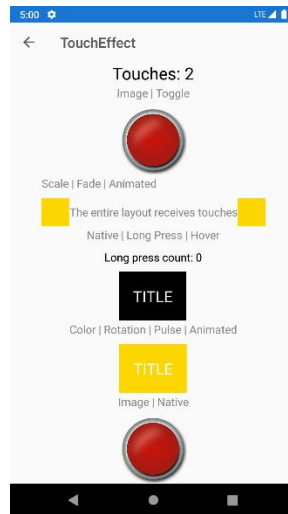 5:00 LTE
TouchEffect
Touches: 2
Image | Toggle
Scale | Fade | Animated
The entire layout receives touches
Native | Long Press | Hover
Long press count: 0
TITLE
Color | Rotation | Pulse | Animated
TITLE
Image | Native